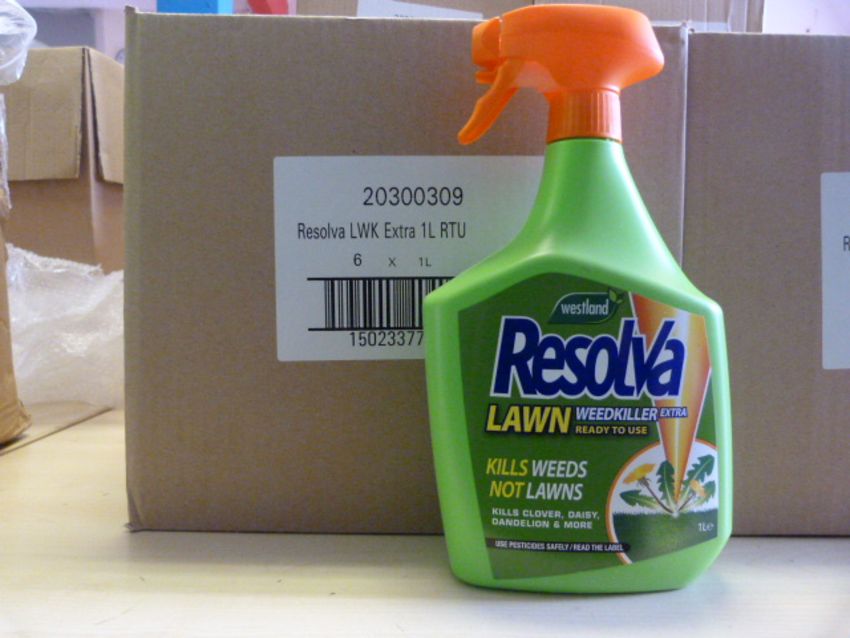 20300309
Resolva LWK Extra 1L RTU
6 x 1L
15023377
R
westland
Resolva
LAWN WEEDKILLER EXTRA
READY TO USE
KILLS WEEDS
NOT LAWNS
KILLS CLOVER, DAISY,
DANDELION & MORE
1L e
USE PESTICIDES SAFELY / READ THE LABEL